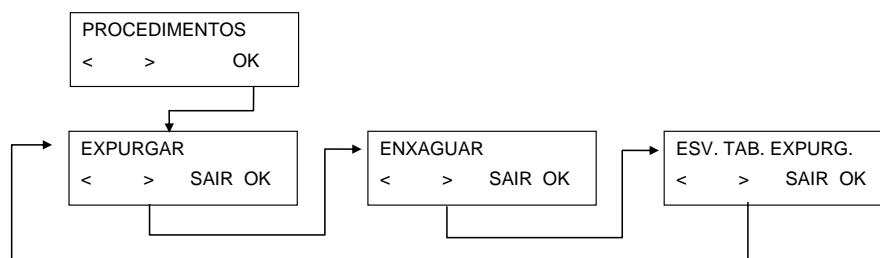 PROCEDIMENTOS
< > OK
EXPURGAR
< > SAIR OK
ENXAGUAR
< > SAIR OK
ESV. TAB. EXPURG.
< > SAIR OK